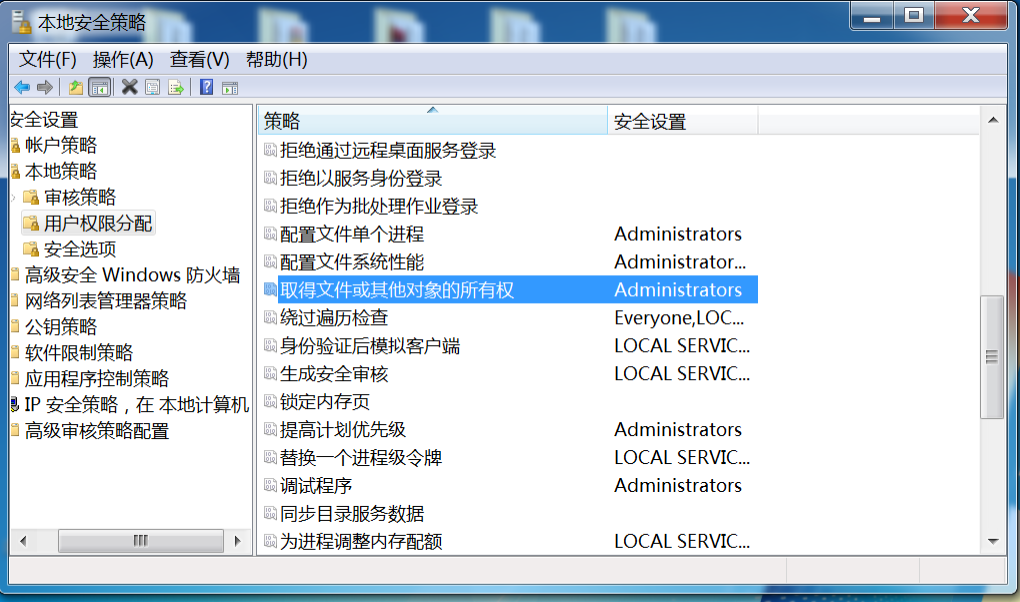 本地安全策略
文件(F) 操作(A) 查看(V) 帮助(H)
安全设置
帐户策略
本地策略
审核策略
用户权限分配
安全选项
高级安全 Windows 防火墙
网络列表管理器策略
公钥策略
软件限制策略
应用程序控制策略
IP 安全策略，在 本地计算机
高级审核策略配置
策略 安全设置
拒绝通过远程桌面服务登录
拒绝以服务身份登录
拒绝作为批处理作业登录
配置文件单个进程 Administrators
配置文件系统性能 Administrator...
取得文件或其他对象的所有权 Administrators
绕过遍历检查 Everyone,LOC...
身份验证后模拟客户端 LOCAL SERVIC...
生成安全审核 LOCAL SERVIC...
锁定内存页
提高计划优先级 Administrators
替换一个进程级令牌 LOCAL SERVIC...
调试程序 Administrators
同步目录服务数据
为进程调整内存配额 LOCAL SERVIC...